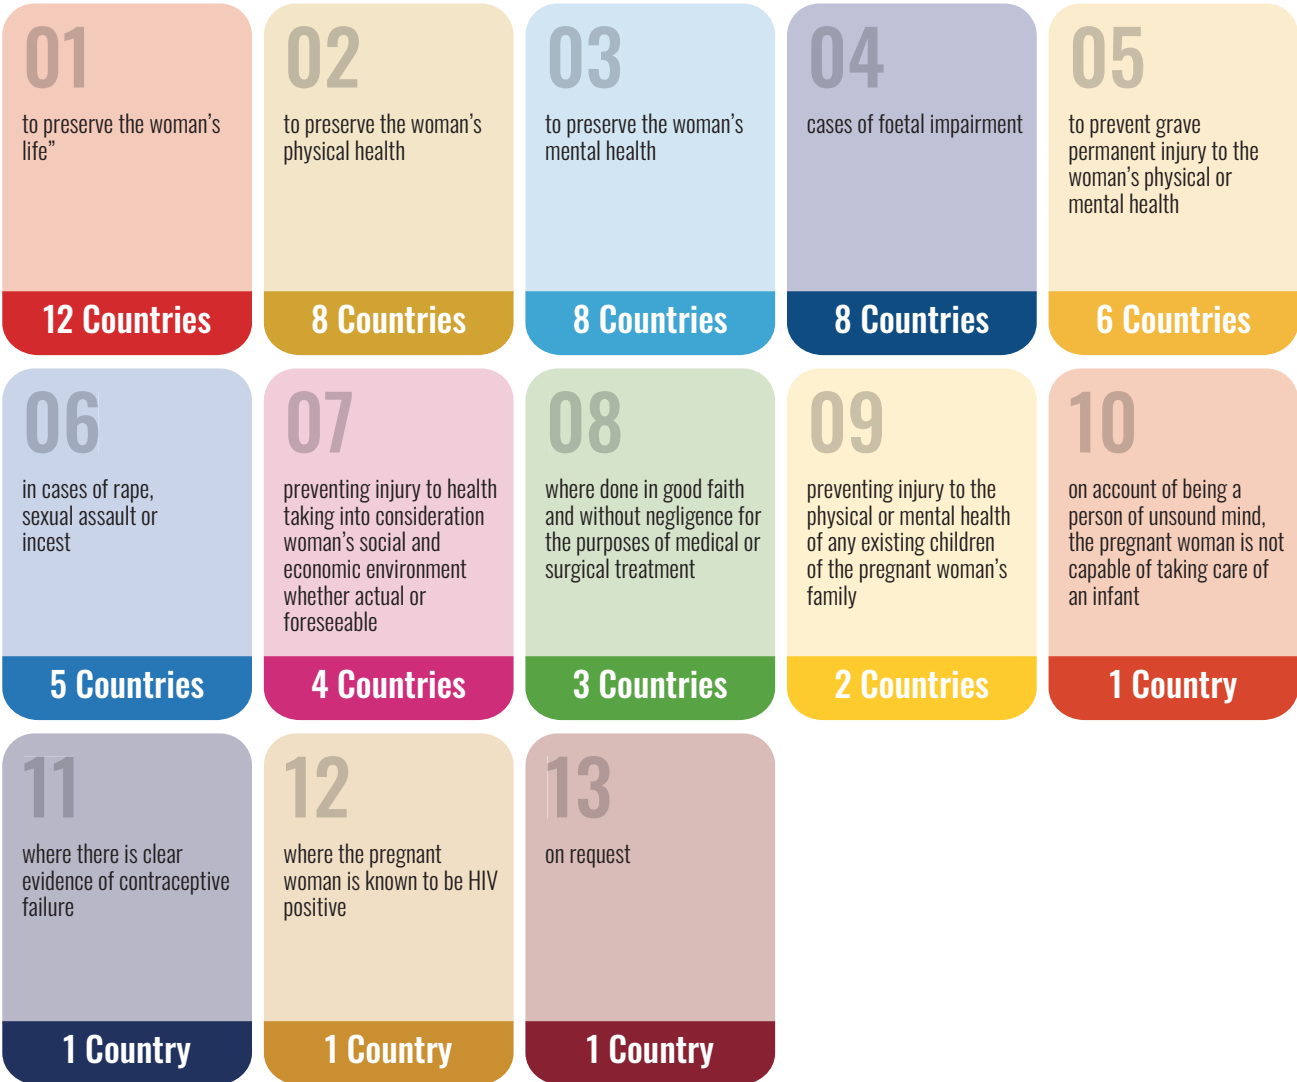 01
to preserve the woman’s
life”
12 Countries
02
to preserve the woman’s
physical health
8 Countries
03
to preserve the woman’s
mental health
8 Countries
04
cases of foetal impairment
8 Countries
05
to prevent grave
permanent injury to the
woman’s physical or
mental health
6 Countries
06
in cases of rape,
sexual assault or
incest
5 Countries
07
preventing injury to health
taking into consideration
woman’s social and
economic environment
whether actual or
foreseeable
4 Countries
08
where done in good faith
and without negligence for
the purposes of medical or
surgical treatment
3 Countries
09
preventing injury to the
physical or mental health
of any existing children
of the pregnant woman’s
family
2 Countries
10
on account of being a
person of unsound mind,
the pregnant woman is not
capable of taking care of
an infant
1 Country
11
where there is clear
evidence of contraceptive
failure
1 Country
12
where the pregnant
woman is known to be HIV
positive
1 Country
13
on request
1 Country